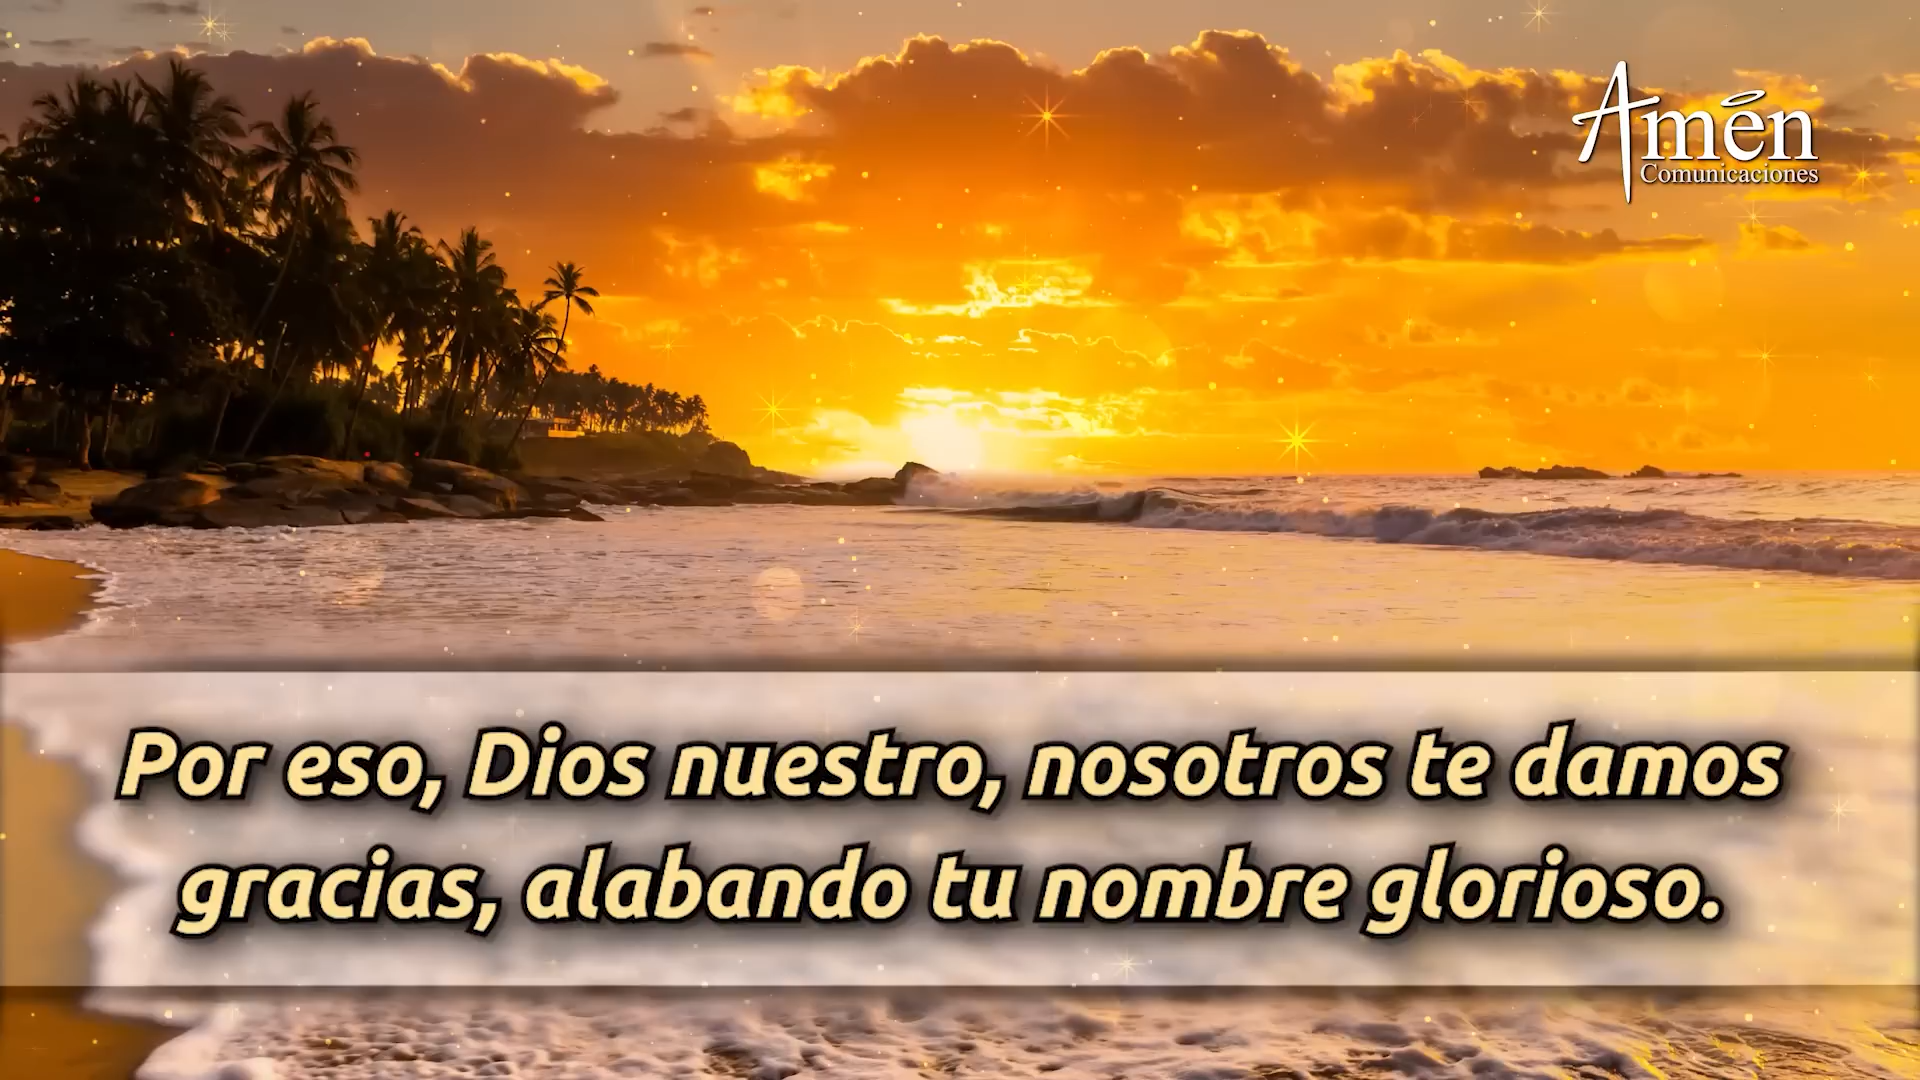 Amén
Comunicaciones
Por eso, Dios nuestro, nosotros te damos
gracias, alabando tu nombre glorioso.